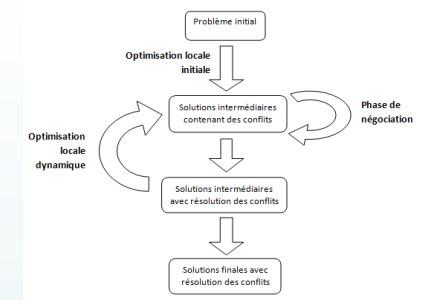 Problème initial
Optimisation locale
initiale
Solutions intermédiaires
contenant des conflits
Phase de
négociation
Optimisation
locale
dynamique
Solutions intermédiaires
avec résolution des conflits
Solutions finales avec
résolution des conflits